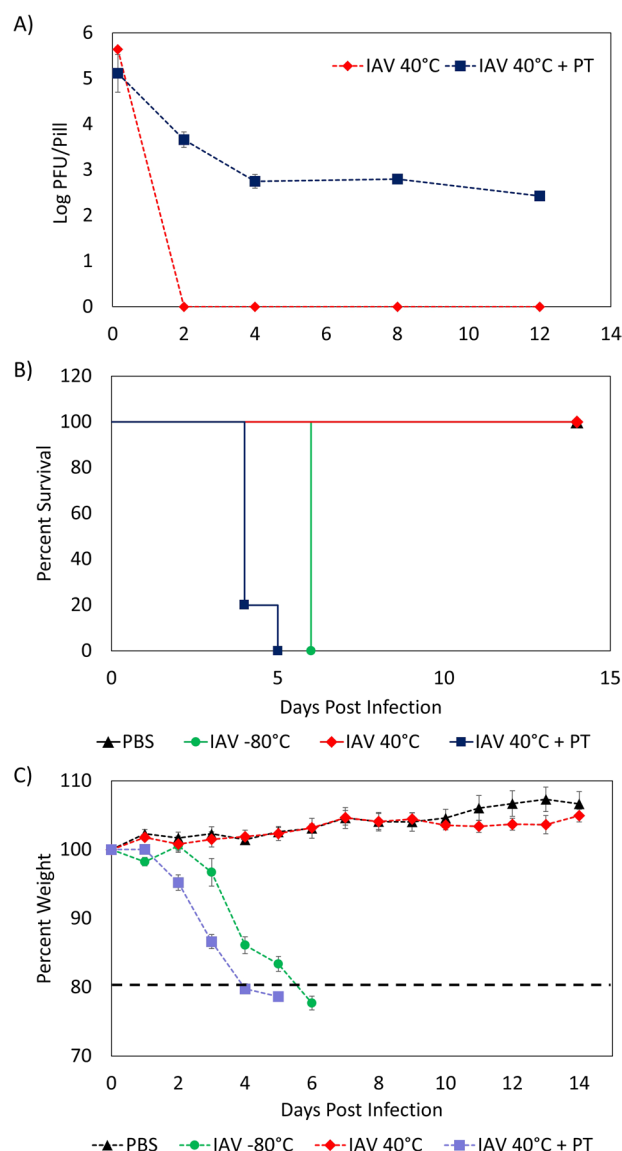 A)
6
5
4
3
2
1
0
Log PFU/Pill
IAV 40°C IAV 40°C + PT
0 2 4 6 8 10 12 14
B)
120
100
80
60
40
20
0
Percent Survival
0 5 10 15
Days Post Infection
PBS IAV -80°C IAV 40°C IAV 40°C + PT
C)
110
100
90
80
70
Percent Weight
0 2 4 6 8 10 12 14
Days Post Infection
PBS IAV -80°C IAV 40°C IAV 40°C + PT